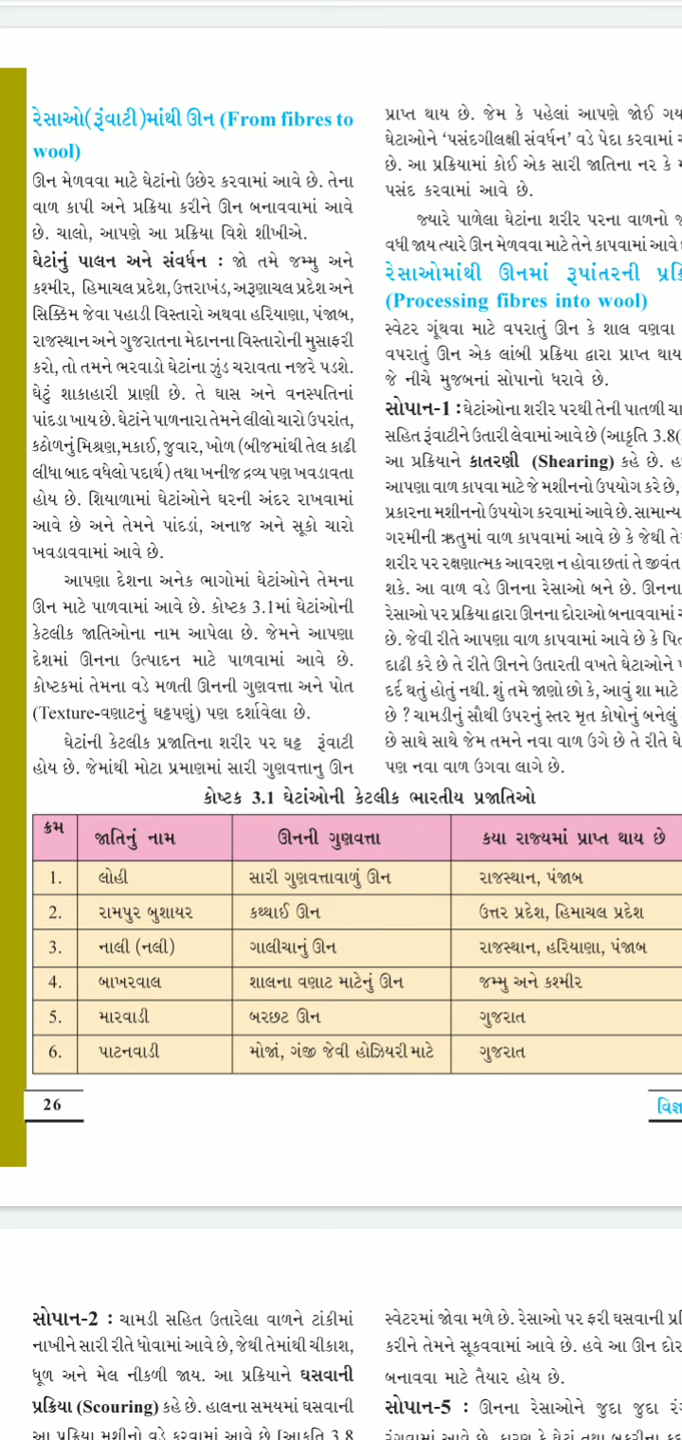 રેસાઓ(રૂંવાટી)માંથી ઊન (From fibres to
wool)
ઊન મેળવવા માટે ઘેટાંનો ઉછેર કરવામાં આવે છે. તેના
વાળ કાપી અને પ્રક્રિયા કરીને ઊન બનાવવામાં આવે
છે. ચાલો, આપણે આ પ્રક્રિયા વિશે શીખીએ.
ઘેટાંનું પાલન અને સંવર્ધન : જો તમે જમ્મુ અને
કશ્મીર, હિમાચલ પ્રદેશ, ઉત્તરાખંડ, અરૂણાચલ પ્રદેશ અને
સિક્કિમ જેવા પહાડી વિસ્તારો અથવા હરિયાણા, પંજાબ,
રાજસ્થાન અને ગુજરાતના મેદાનના વિસ્તારોની મુસાફરી
કરો, તો તમને ભરવાડો ઘેટાંના ઝુંડ ચરાવતા નજરે પડશે.
ઘેટું શાકાહારી પ્રાણી છે. તે ઘાસ અને વનસ્પતિનાં
પાંદડા ખાય છે. ઘેટાંને પાળનારા તેમને લીલો ચારો ઉપરાંત,
કઠોળનું મિશ્રણ,મકાઈ, જુવાર, ખોળ (બીજમાંથી તેલ કાઢી
લીધા બાદ વધેલો પદાર્થ) તથા ખનીજ દ્રવ્ય પણ ખવડાવતા
હોય છે. શિયાળામાં ઘેટાંઓને ઘરની અંદર રાખવામાં
આવે છે અને તેમને પાંદડાં, અનાજ અને સૂકો ચારો
ખવડાવવામાં આવે છે.
આપણા દેશના અનેક ભાગોમાં ઘેટાંઓને તેમના
ઊન માટે પાળવામાં આવે છે. કોષ્ટક 3.1માં ઘેટાંઓની
કેટલીક જાતિઓના નામ આપેલા છે. જેમને આપણા
દેશમાં ઊનના ઉત્પાદન માટે પાળવામાં આવે છે.
કોષ્ટકમાં તેમના વડે મળતી ઊનની ગુણવત્તા અને પોત
(Texture-વણાટનું ઘટ્ટપણું) પણ દર્શાવેલા છે.
ઘેટાંની કેટલીક પ્રજાતિના શરીર પર ઘટ્ટ રૂંવાટી
હોય છે. જેમાંથી મોટા પ્રમાણમાં સારી ગુણવત્તાનુ ઊન
પ્રાપ્ત થાય છે. જેમ કે પહેલાં આપણે જોઈ
ઘેટાઓને ‘પસંદગીલક્ષી સંવર્ધન’ વડે પેદા કરવામાં
છે. આ પ્રક્રિયામાં કોઈ એક સારી જાતિના નર કે
પસંદ કરવામાં આવે છે.
જ્યારે પાળેલા ઘેટાંના શરીર પરના વાળનો
વધી જાય ત્યારે ઊન મેળવવા માટે તેને કાપવામાં આવે
રેસાઓમાંથી ઊનમાં રૂપાંતરની
(Processing fibres into wool)
સ્વેટર ગૂંથવા માટે વપરાતું ઊન કે શાલ વણવા
વપરાતું ઊન એક લાંબી પ્રક્રિયા દ્વારા પ્રાપ્ત થાય
જે નીચે મુજબનાં સોપાનો ધરાવે છે.
સોપાન-1 : ઘેટાંઓના શરીર પરથી તેની પાતળી
સહિત રૂંવાટીને ઉતારી લેવામાં આવે છે (આકૃતિ 3.8(
આ પ્રક્રિયાને કાતરણી (Shearing) કહે છે.
આપણા વાળ કાપવા માટે જે મશીનનો ઉપયોગ કરે છે,
પ્રકારના મશીનનો ઉપયોગ કરવામાં આવે છે. સામાન્ય
ગરમીની ઋતુમાં વાળ કાપવામાં આવે છે કે જેથી
શરીર પર રક્ષણાત્મક આવરણ ન હોવા છતાં તે જીવંત
શકે. આ વાળ વડે ઊનના રેસાઓ બને છે. ઊનના
રેસાઓ પર પ્રક્રિયા દ્વારા ઊનના દોરાઓ બનાવવામાં
છે. જેવી રીતે આપણા વાળ કાપવામાં આવે છે કે
દાઢી કરે છે તે રીતે ઊનને ઉતારતી વખતે ઘેટાઓને
દર્દ થતું હોતું નથી. શું તમે જાણો છો કે, આવું શા માટે
છે ? ચામડીનું સૌથી ઉપરનું સ્તર મૃત કોષોનું બનેલું
છે સાથે સાથે જેમ તમને નવા વાળ ઉગે છે તે રીતે
પણ નવા વાળ ઉગવા લાગે છે.
કોષ્ટક 3.1 ઘેટાંઓની કેટલીક ભારતીય પ્રજાતિઓ
ક્રમ જાતિનું નામ ઊનની ગુણવત્તા કયા રાજ્યમાં પ્રાપ્ત થાય છે
1. લોહી સારી ગુણવત્તાવાળું ઊન રાજસ્થાન, પંજાબ
2. રામપુર બુશાયર કથ્થાઈ ઊન ઉત્તર પ્રદેશ, હિમાચલ પ્રદેશ
3. નાલી (નલી) ગાલીચાનું ઊન રાજસ્થાન, હરિયાણા, પંજાબ
4. બાખરવાલ શાલના વણાટ માટેનું ઊન જમ્મુ અને કશ્મીર
5. મારવાડી બરછટ ઊન ગુજરાત
6. પાટનવાડી મોજાં, ગંજી જેવી હોઝિયરી માટે ગુજરાત
26
સોપાન-2 : ચામડી સહિત ઉતારેલા વાળને ટાંકીમાં
નાખીને સારી રીતે ધોવામાં આવે છે, જેથી તેમાંથી ચીકાશ,
ધૂળ અને મેલ નીકળી જાય. આ પ્રક્રિયાને ઘસવાની
પ્રક્રિયા (Scouring) કહે છે. હાલના સમયમાં ઘસવાની
આ પ્રક્રિયા મશીનો વડે કરવામાં આવે છે [આકૃતિ 3.8
સ્વેટરમાં જોવા મળે છે. રેસાઓ પર ફરી ઘસવાની
કરીને તેમને સૂકવવામાં આવે છે. હવે આ ઊન
બનાવવા માટે તૈયાર હોય છે.
સોપાન-5 : ઊનના રેસાઓને જુદા જુદા
રંગવામાં આવે છે, કારણ કે ઘેટાં તથા બકરીના